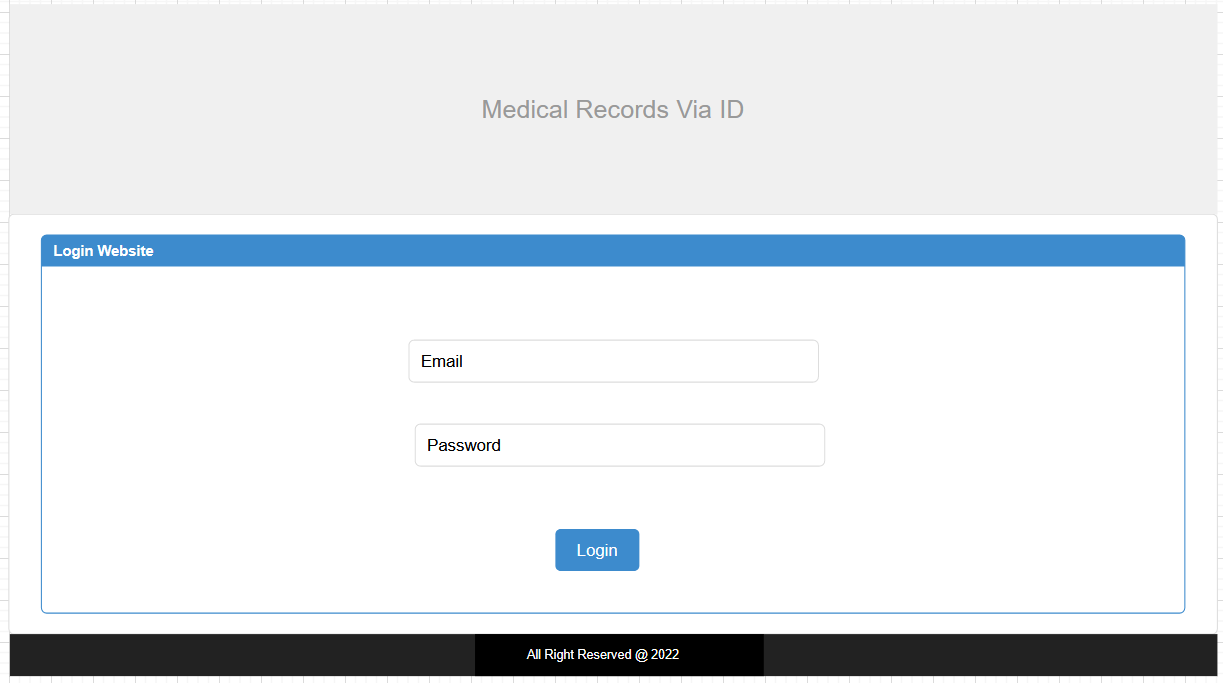 Medical Records Via ID
Login Website
Email
Password
Login
All Right Reserved @ 2022